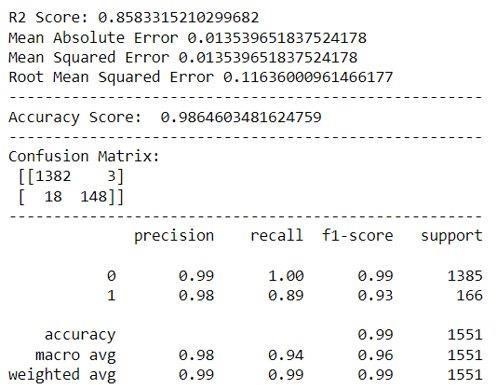 R2 Score: 0.8583315210299682
Mean Absolute Error 0.013539651837524178
Mean Squared Error 0.013539651837524178
Root Mean Squared Error 0.11636000961466177
-----------------------------------------------------
Accuracy Score:  0.9864603481624759
-----------------------------------------------------
Confusion Matrix:
 [[1382    3]
 [  18  148]]
-----------------------------------------------------
              precision    recall  f1-score   support
           0       0.99      1.00      0.99      1385
           1       0.98      0.89      0.93       166
    accuracy                           0.99      1551
   macro avg       0.98      0.94      0.96      1551
weighted avg       0.99      0.99      0.99      1551